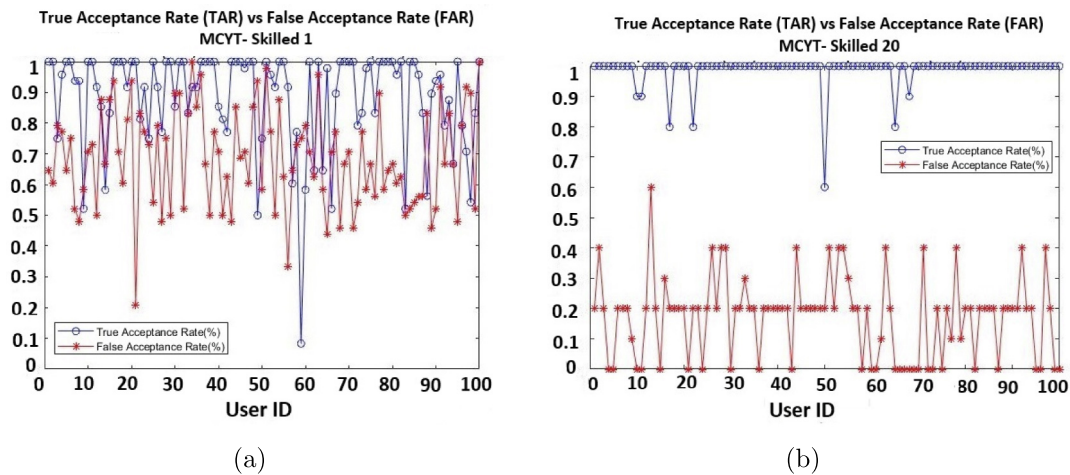 True Acceptance Rate (TAR) vs False Acceptance Rate (FAR)
MCYT- Skilled 1
1
0.9
0.8
0.7
0.6
0.5
0.4
0.3
0.2
0.1
0
True Acceptance Rate(%)
False Acceptance Rate(%)
0 10 20 30 40 50 60 70 80 90 100
User ID
(a)
True Acceptance Rate (TAR) vs False Acceptance Rate (FAR)
MCYT- Skilled 20
1
0.9
0.8
0.7
0.6
0.5
0.4
0.3
0.2
0.1
0
True Acceptance Rate(%)
False Acceptance Rate(%)
0 10 20 30 40 50 60 70 80 90 100
User ID
(b)